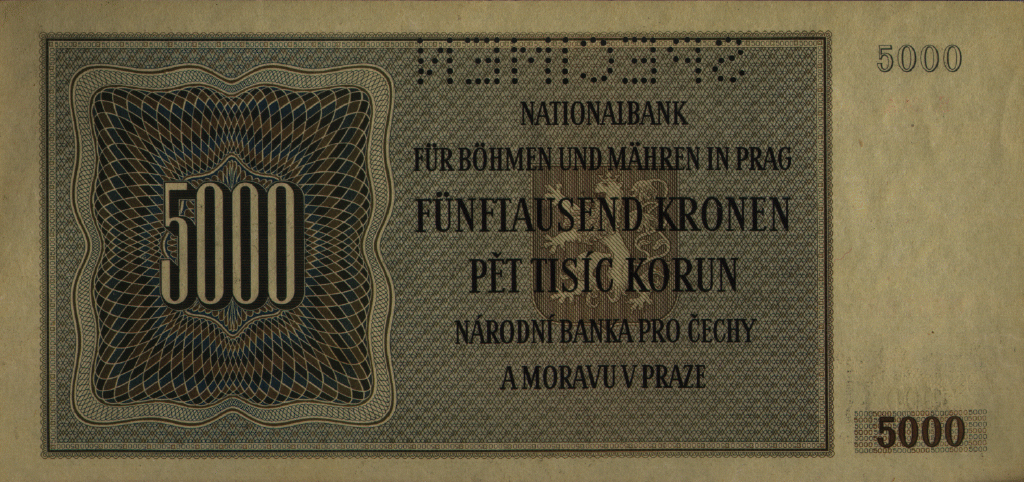 SPECIMEN
5000
NATIONALBANK
FÜR BÖHMEN UND MÄHREN IN PRAG
FÜNFTAUSEND KRONEN
5000
PĚT TISÍC KORUN
NÁRODNÍ BANKA PRO ČECHY
A MORAVU V PRAZE
5000